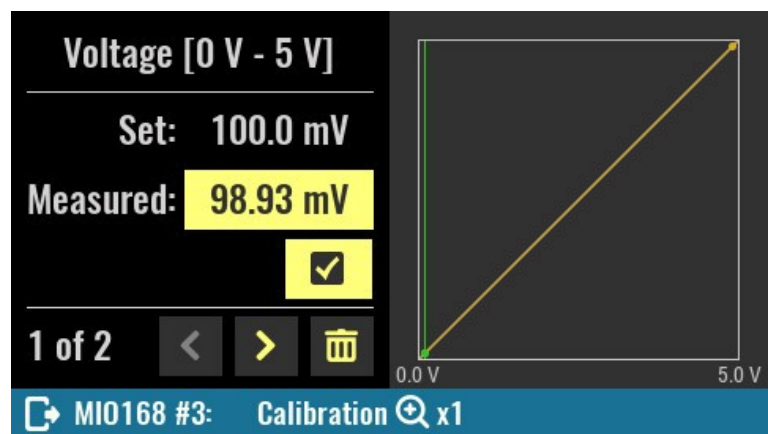 Voltage [0 V - 5 V]
Set: 100.0 mV
Measured: 98.93 mV
1 of 2
0.0 V 5.0 V
MIO168 #3: Calibration x1